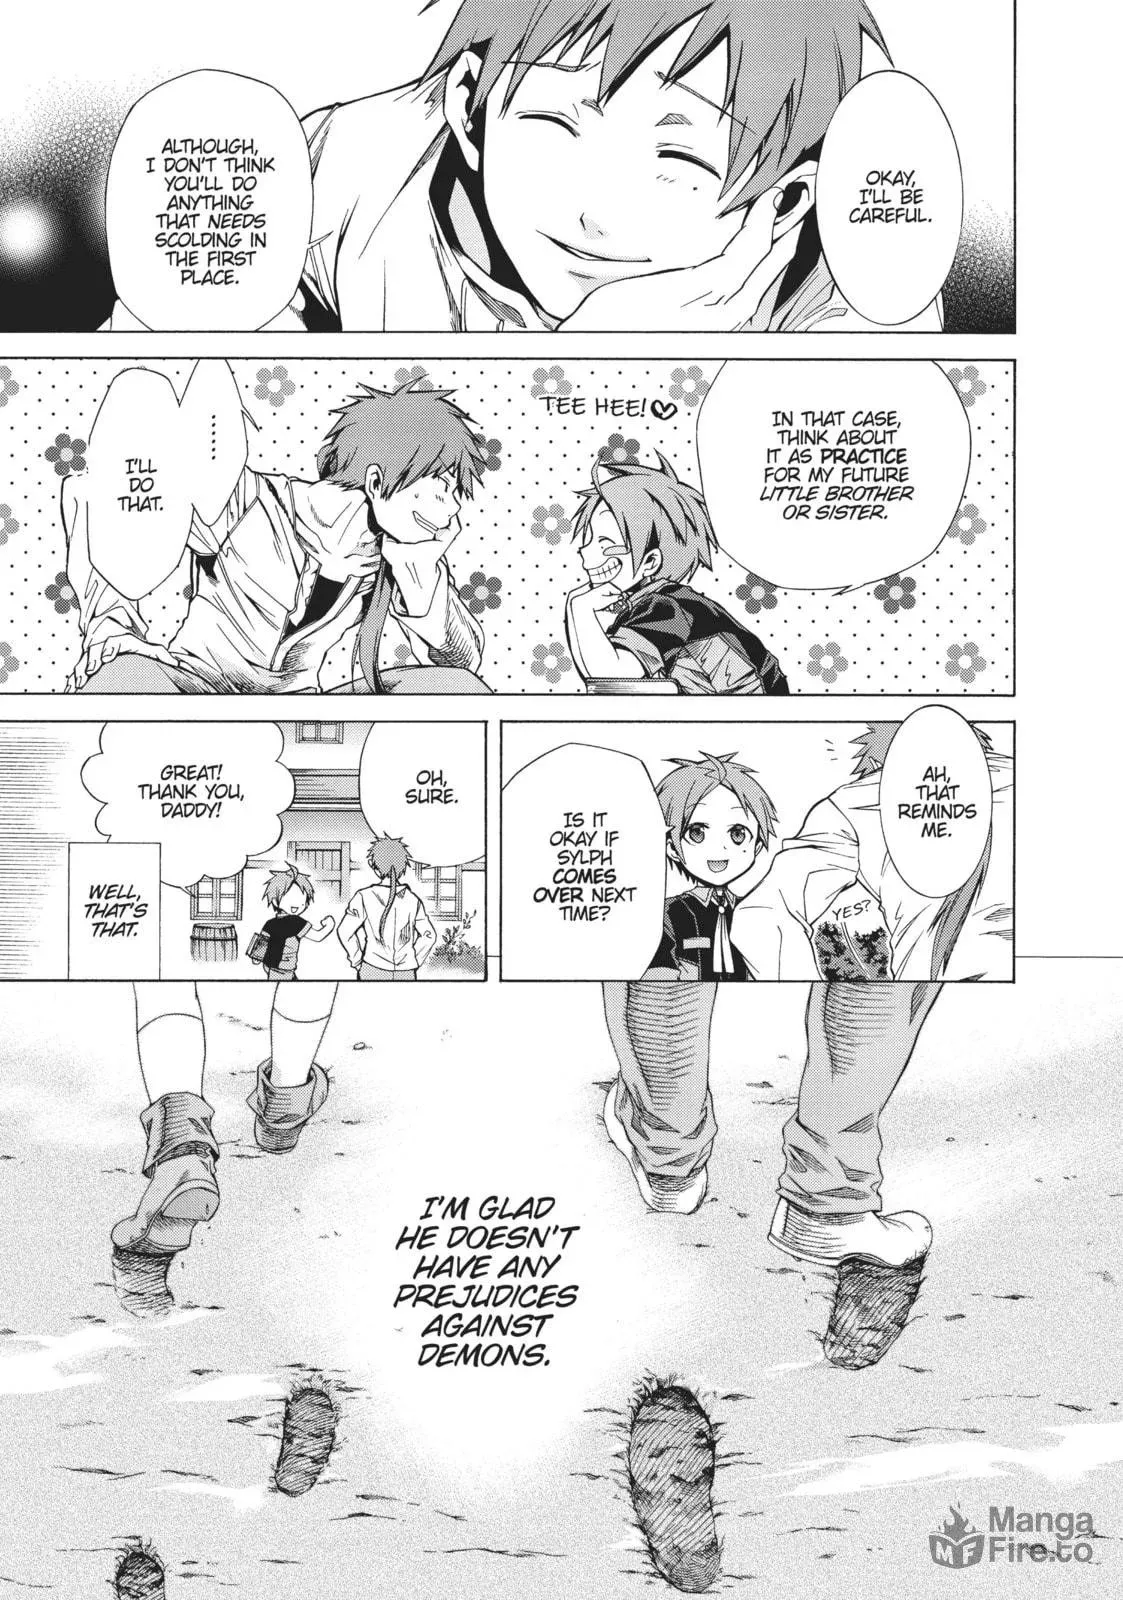 OKAY,
I'LL BE
CAREFUL.
ALTHOUGH,
I DON'T THINK
YOU'LL DO
ANYTHING
THAT NEEDS
SCOLDING IN
THE FIRST
PLACE.
IN THAT CASE,
THINK ABOUT
IT AS PRACTICE
FOR MY FUTURE
LITTLE BROTHER
OR SISTER.
TEE HEE!
......
I'LL
DO
THAT.
AH,
THAT
REMINDS
ME.
YES?
IS IT
OKAY IF
SYLPH
COMES
OVER NEXT
TIME?
OH,
SURE.
GREAT!
THANK YOU,
DADDY!
WELL,
THAT'S
THAT.
I'M GLAD
HE DOESN'T
HAVE ANY
PREJUDICES
AGAINST
DEMONS.
MF
Manga
Fire.to